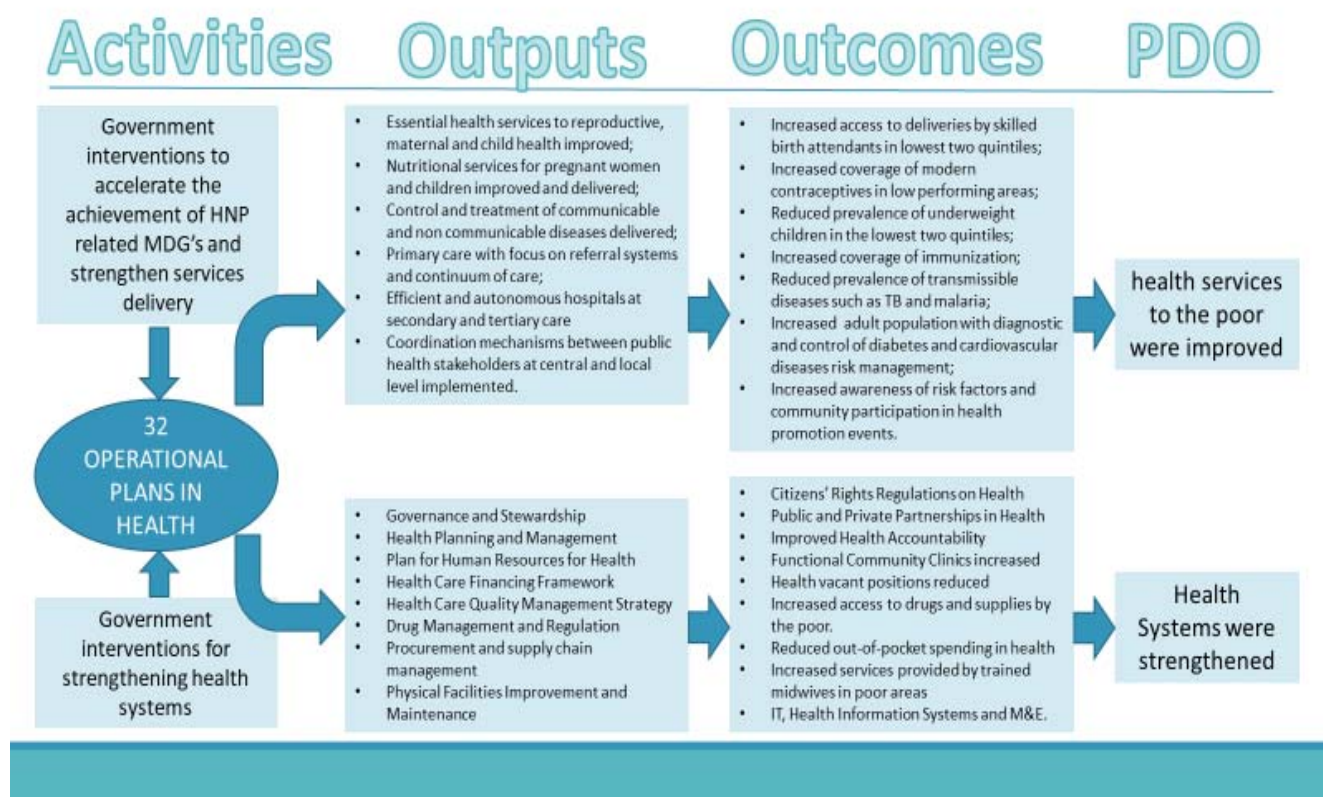 Activities
Outputs
Outcomes
PDO
Government
interventions to
accelerate the
achievement of HNP
related MDG's and
strengthen services
delivery
32
OPERATIONAL
PLANS IN
HEALTH
Government
interventions for
strengthening health
systems
• Essential health services to reproductive,
maternal and child health improved;
• Nutritional services for pregnant women
and children improved and delivered;
• Control and treatment of communicable
and non communicable diseases delivered;
• Primary care with focus on referral systems
and continuum of care;
• Efficient and autonomous hospitals at
secondary and tertiary care
• Coordination mechanisms between public
health stakeholders at central and local
level implemented.
• Increased access to deliveries by skilled
birth attendants in lowest two quintiles;
• Increased coverage of modern
contraceptives in low performing areas;
• Reduced prevalence of underweight
children in the lowest two quintiles;
• Increased coverage of immunization;
• Reduced prevalence of transmissible
diseases such as TB and malaria;
• Increased adult population with diagnostic
and control of diabetes and cardiovascular
diseases risk management;
• Increased awareness of risk factors and
community participation in health
promotion events.
health services
to the poor
were improved
• Governance and Stewardship
• Health Planning and Management
• Plan for Human Resources for Health
• Health Care Financing Framework
• Health Care Quality Management Strategy
• Drug Management and Regulation
• Procurement and supply chain
management
• Physical Facilities Improvement and
Maintenance
• Citizens' Rights Regulations on Health
• Public and Private Partnerships in Health
• Improved Health Accountability
• Functional Community Clinics increased
• Health vacant positions reduced
• Increased access to drugs and supplies by
the poor.
• Reduced out-of-pocket spending in health
• Increased services provided by trained
midwives in poor areas
• IT, Health Information Systems and M&E.
Health
Systems were
strengthened